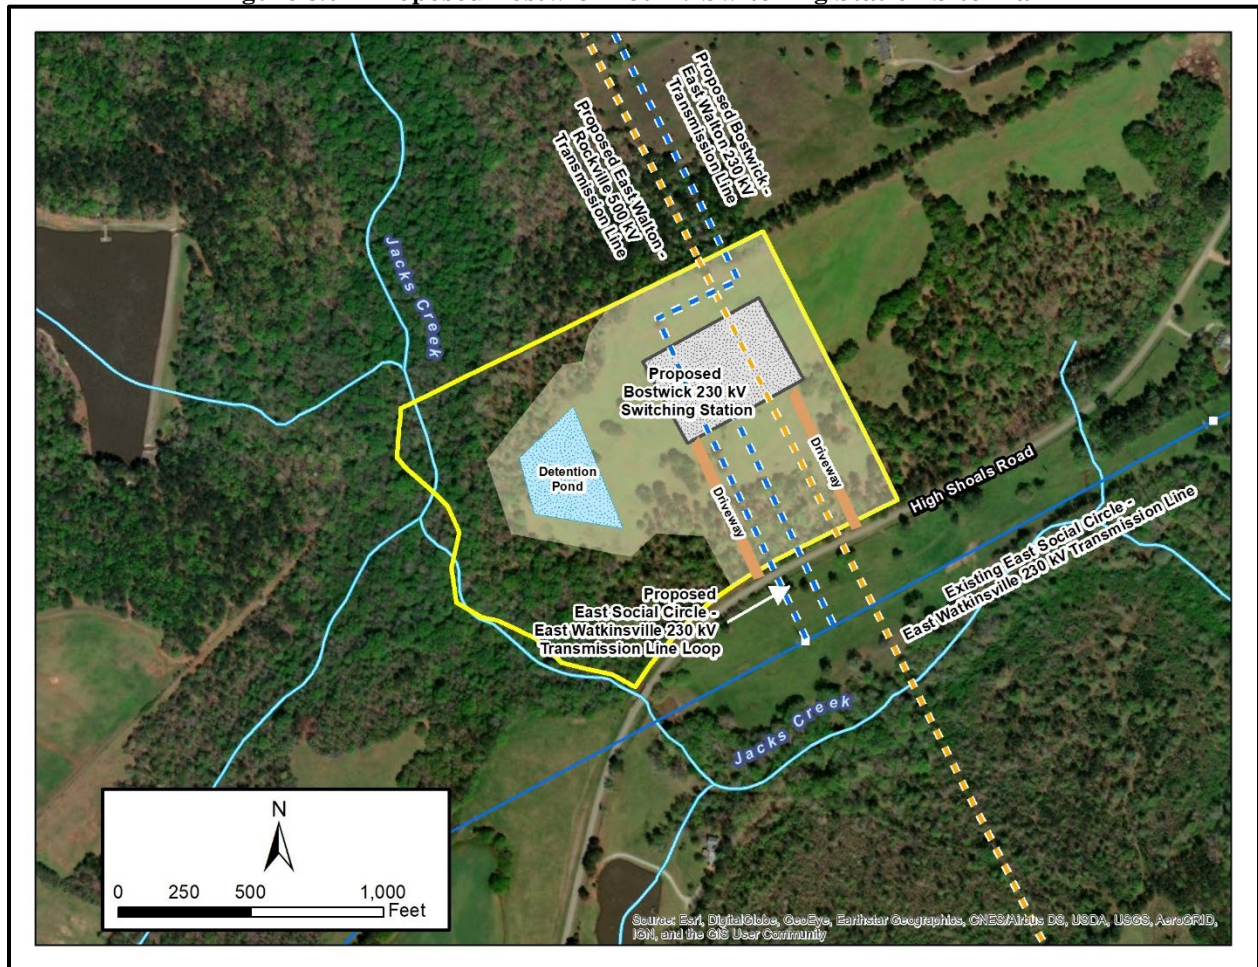 Proposed Bostwick -
East Walton 230 kV
Transmission Line
Proposed East Walton -
Rockville 500 kV
Transmission Line
Jacks Creek
Proposed
Bostwick 230 kV
Switching Station
Detention
Pond
Driveway
Driveway
High Shoals Road
Existing East Social Circle -
East Watkinsville 230 kV Transmission Line
Proposed
East Social Circle -
East Watkinsville 230 kV
Transmission Line Loop
Jacks Creek
N
0 250 500 1,000
Feet
Source: Esri, DigitalGlobe, GeoEye, Earthstar Geographics, CNES/Airbus DS, USDA, USGS, AeroGRID,
IGN, and the GIS User Community